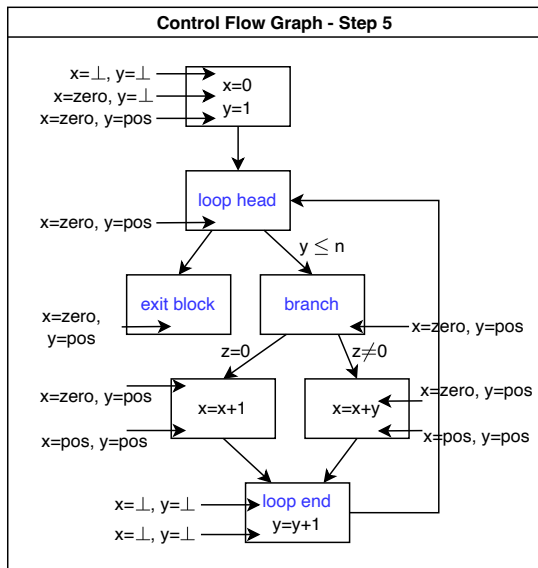 Control Flow Graph - Step 5
x=⊥, y=⊥
x=zero, y=⊥
x=zero, y=pos
x=0
y=1
loop head
x=zero, y=pos
y ≤ n
exit block
branch
x=zero,
y=pos
x=zero, y=pos
z=0
z≠0
x=zero, y=pos
x=pos, y=pos
x=x+1
x=x+y
x=zero, y=pos
x=pos, y=pos
x=⊥, y=⊥
x=⊥, y=⊥
loop end
y=y+1